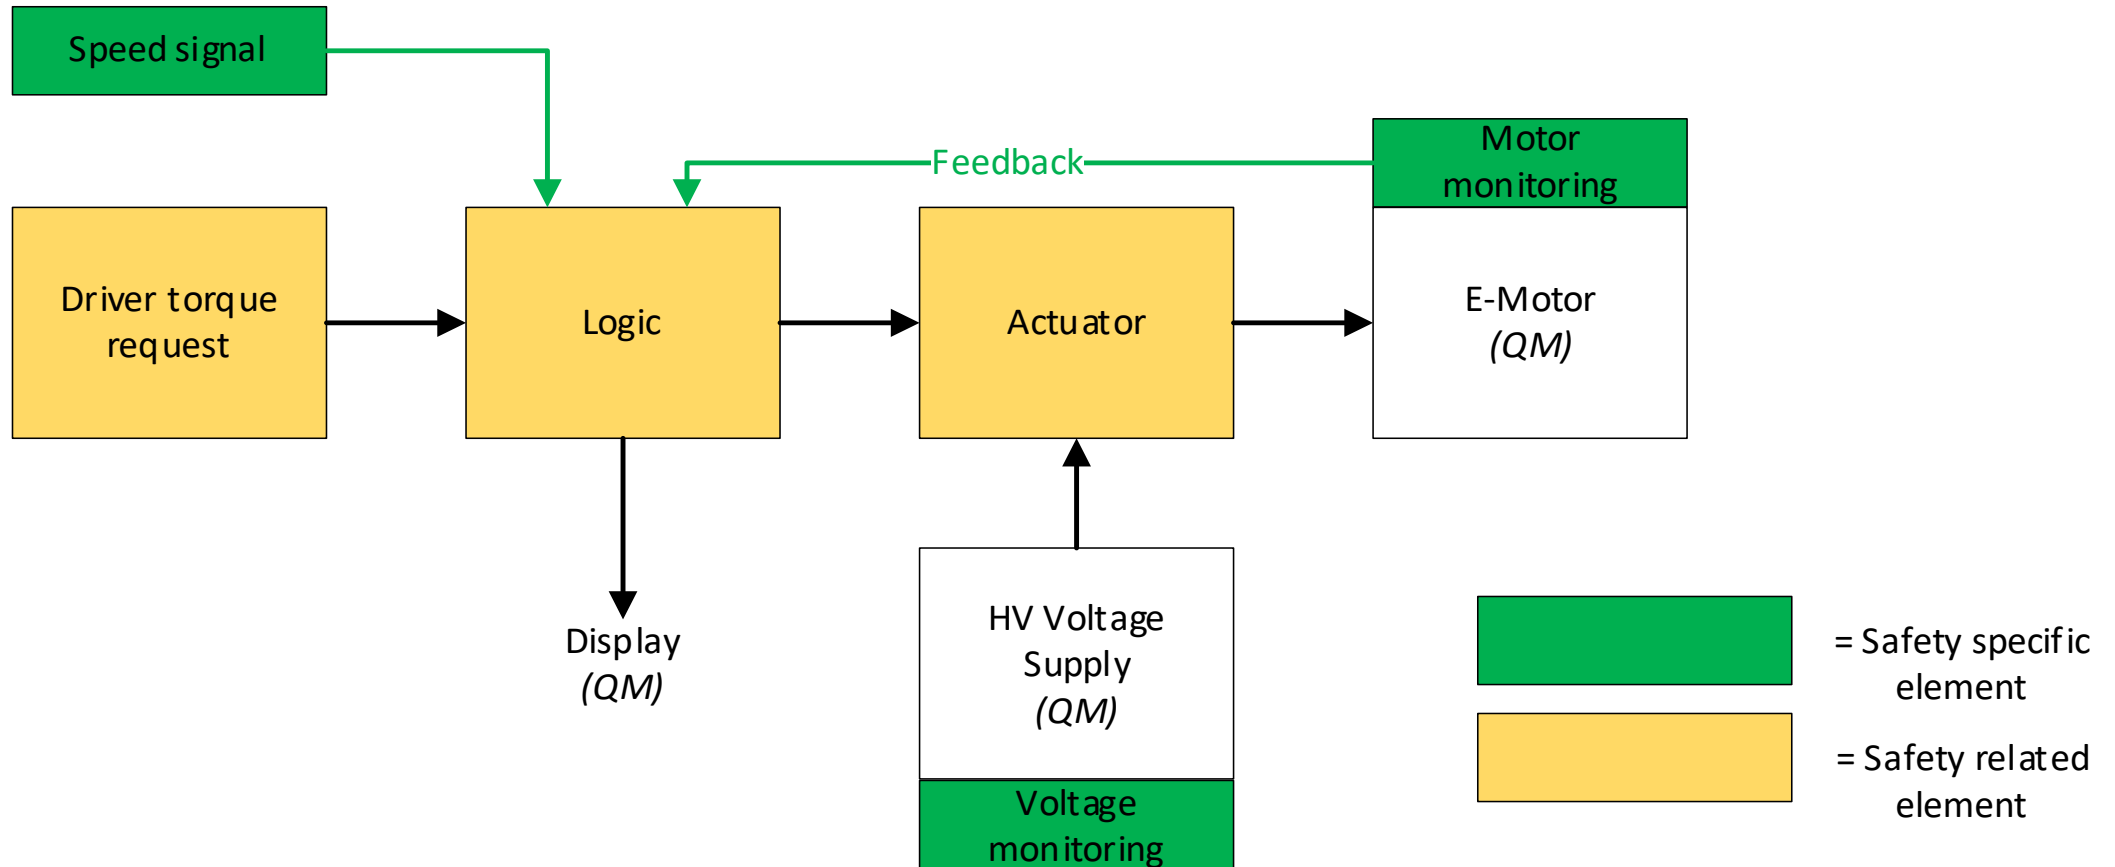 Speed signal
Feedback
Motor
monitoring
Driver torque
request
Logic
Actuator
E-Motor
(QM)
Display
(QM)
HV Voltage
Supply
(QM)
Voltage
monitoring
= Safety specific
element
= Safety related
element